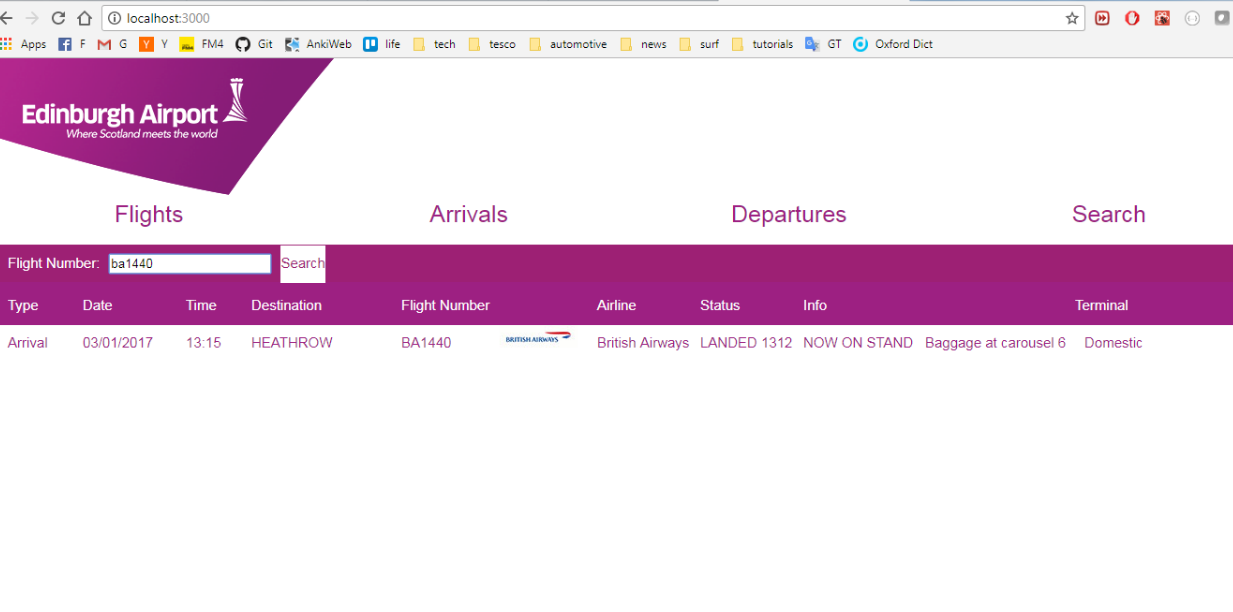 localhost:3000
Apps F M G Y Y FM4 Git AnkiWeb life tech tesco automotive news surf tutorials GT Oxford Dict
Edinburgh Airport
Where Scotland meets the world
Flights Arrivals Departures Search
Flight Number: ba1440 Search
Type Date Time Destination Flight Number Airline Status Info Terminal
Arrival 03/01/2017 13:15 HEATHROW BA1440 BRITISH AIRWAYS British Airways LANDED 1312 NOW ON STAND Baggage at carousel 6 Domestic